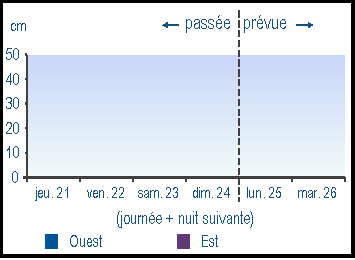 passée prévue
cm
50
40
30
20
10
0
jeu. 21 ven. 22 sam. 23 dim. 24 lun. 25 mar. 26
(journée + nuit suivante)
Ouest Est